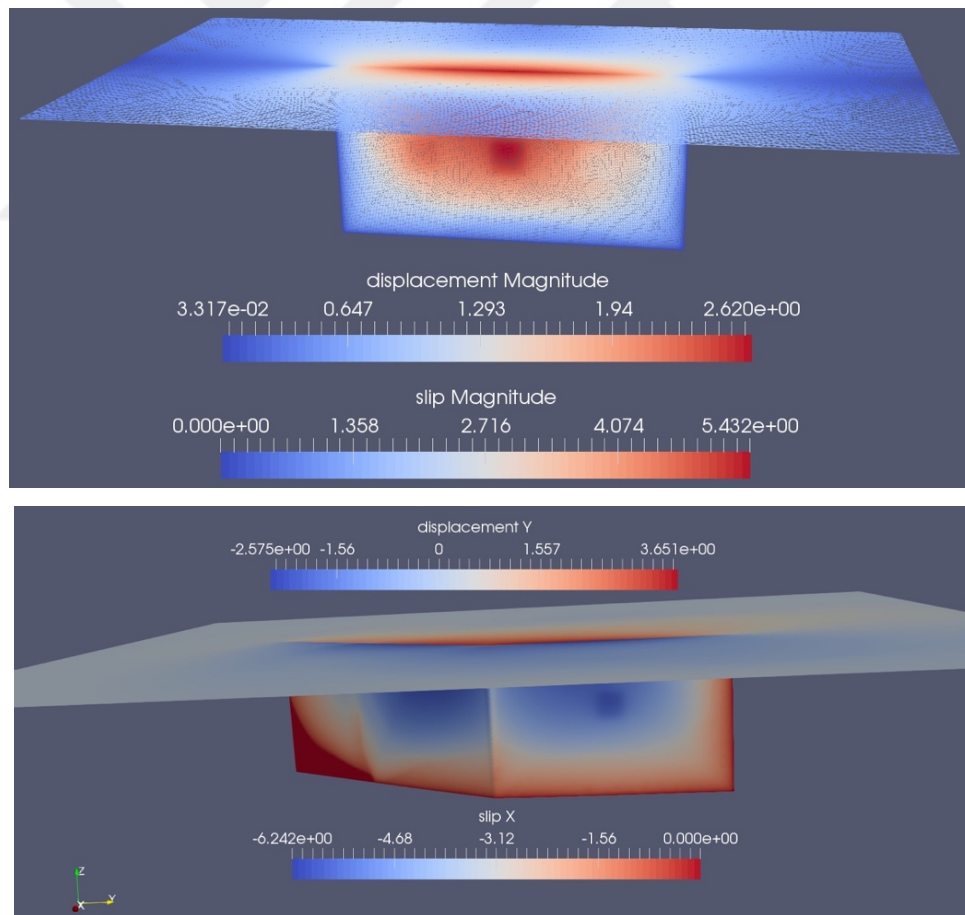 displacement Magnitude
3.317e-02 0.647 1.293 1.94 2.620e+00
slip Magnitude
0.000e+00 1.358 2.716 4.074 5.432e+00
displacement Y
-2.575e+00 -1.56 0 1.557 3.651e+00
slip X
-6.242e+00 -4.68 -3.12 -1.56 0.000e+00
Z
X Y